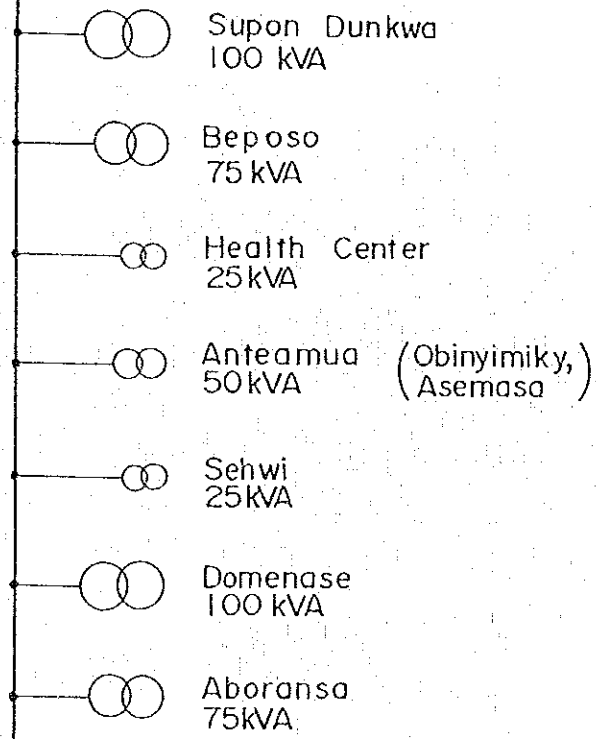 Supon Dunkwa
100 kVA
Beposo
75 kVA
Health Center
25kVA
Anteamua (Obinyimiky,
50kVA Asemasa)
Sehwi
25kVA
Domenase
100 kVA
Aboransa
75kVA